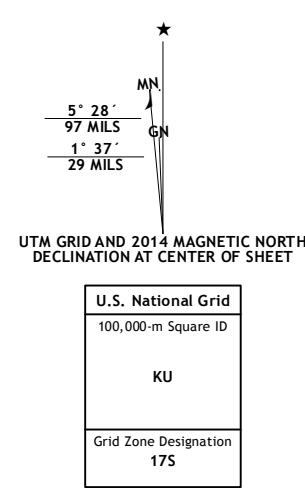 ★
MN
5° 28´
97 MILS
GN
1° 37´
29 MILS
UTM GRID AND 2014 MAGNETIC NORTH
DECLINATION AT CENTER OF SHEET
U.S. National Grid
100,000-m Square ID
KU
Grid Zone Designation
17S